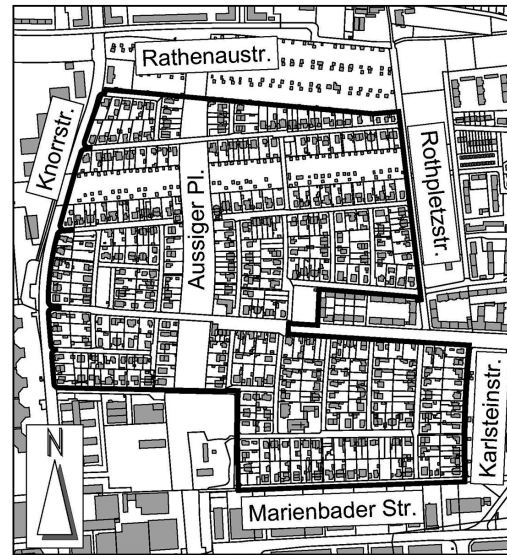 Rathenaustr.
Knorrstr.
Rothpletzstr.
Aussiger Pl.
Karlsteinstr.
N
Marienbader Str.